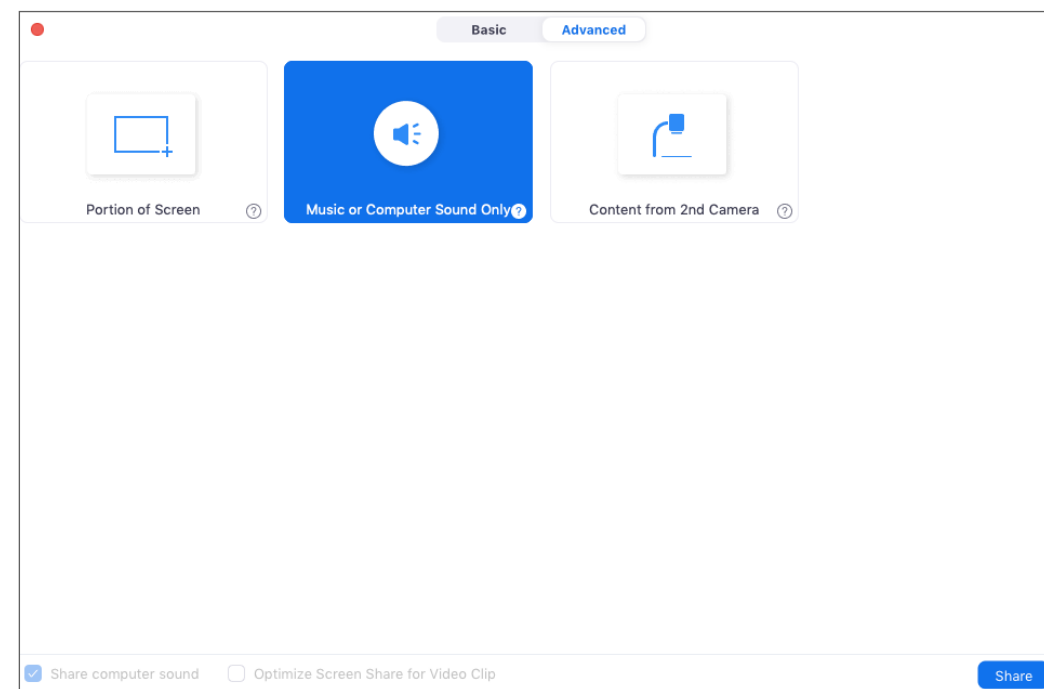 Basic Advanced
Portion of Screen ? Music or Computer Sound Only ? Content from 2nd Camera ?
Share computer sound Optimize Screen Share for Video Clip Share